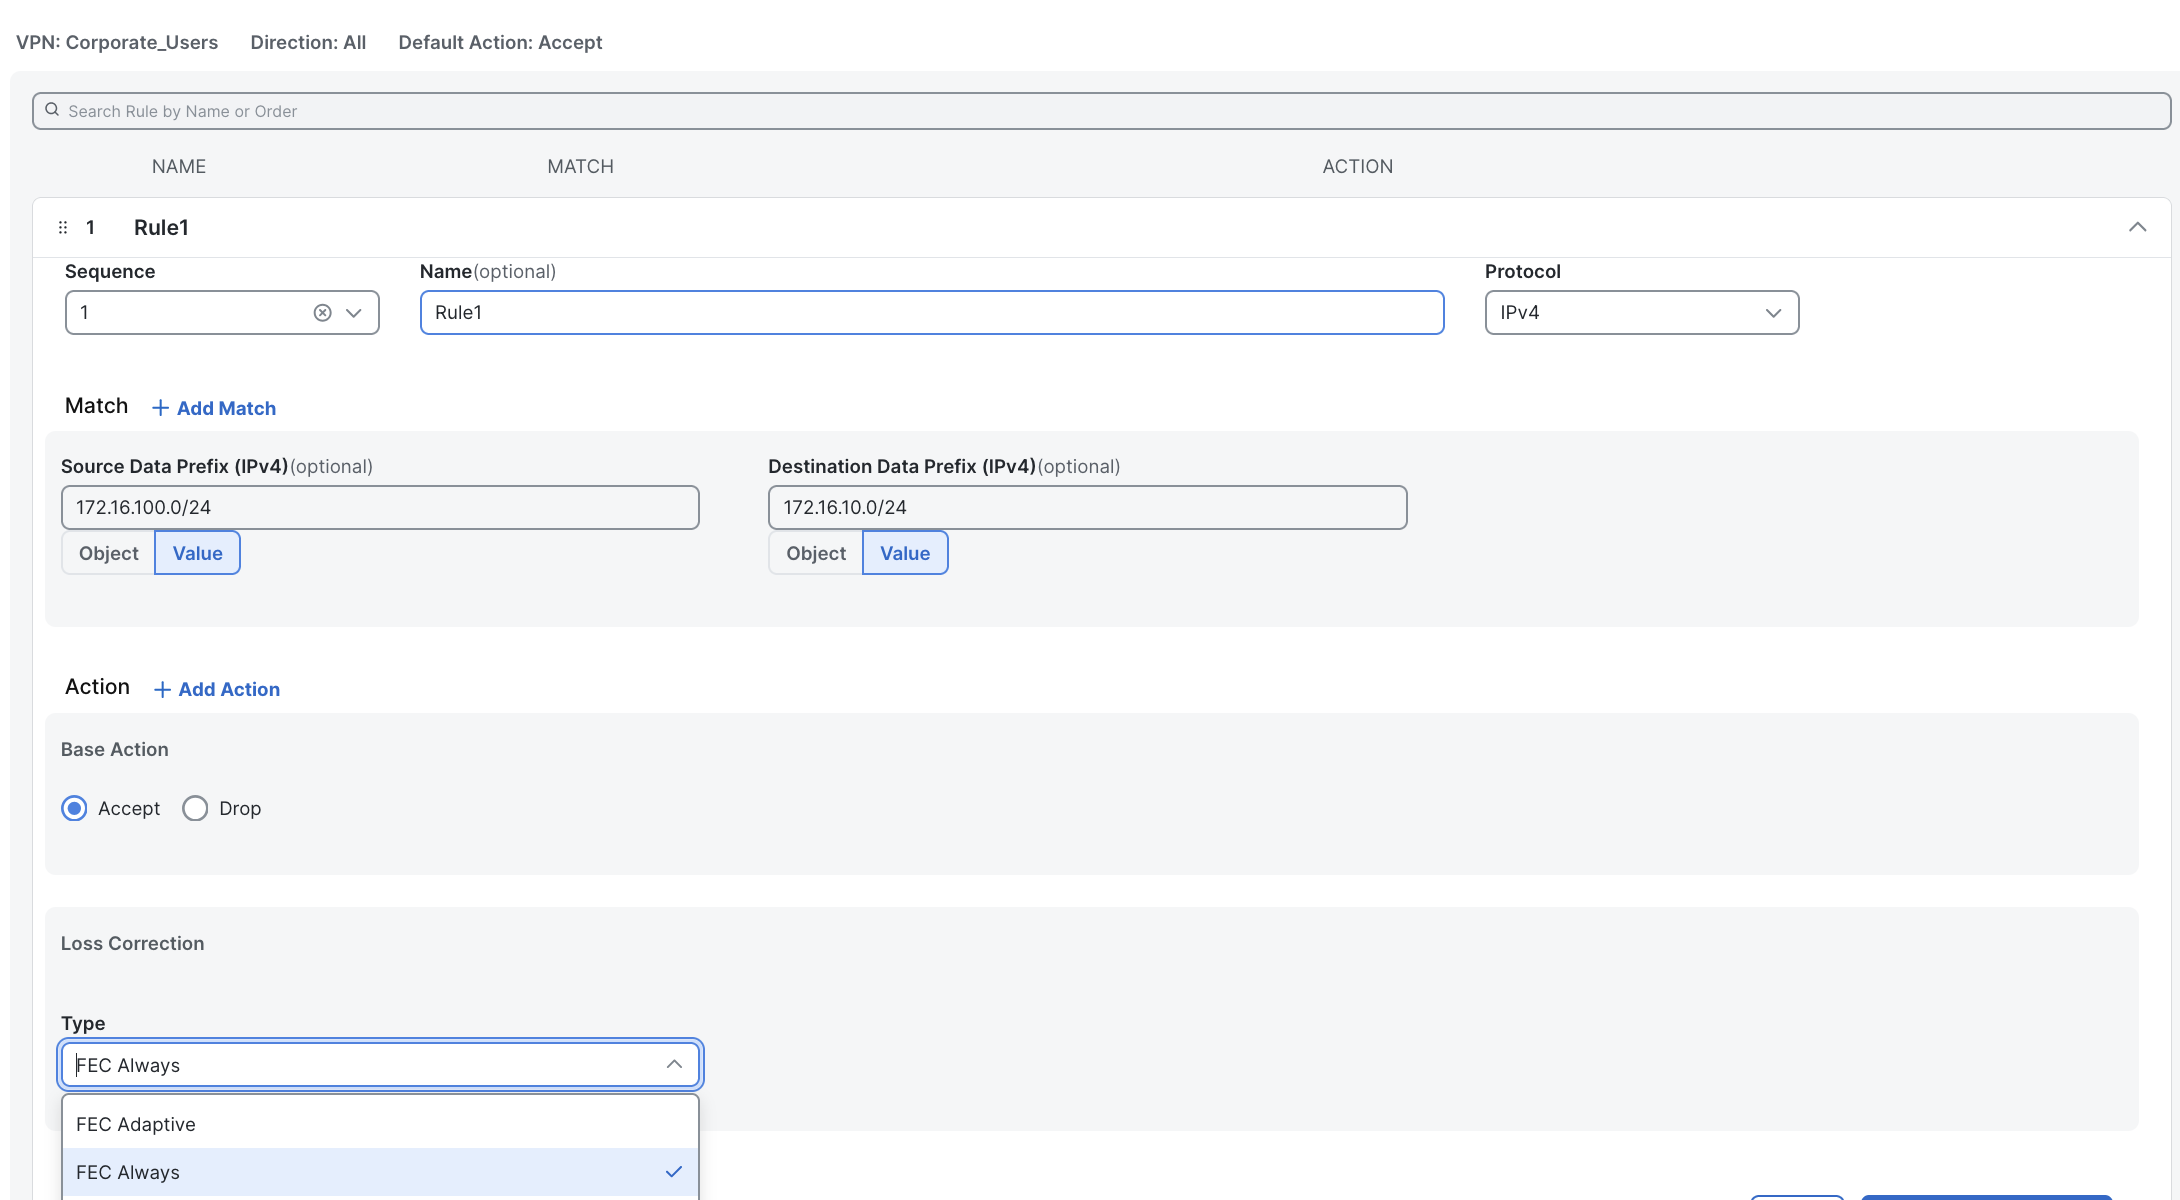 VPN: Corporate_Users Direction: All Default Action: Accept
Search Rule by Name or Order
NAME MATCH ACTION
1 Rule1
Sequence Name(optional) Protocol
1 Rule1 IPv4
Match + Add Match
Source Data Prefix (IPv4)(optional) Destination Data Prefix (IPv4)(optional)
172.16.100.0/24 172.16.10.0/24
Object Value Object Value
Action + Add Action
Base Action
Accept Drop
Loss Correction
Type
FEC Always
FEC Adaptive
FEC Always